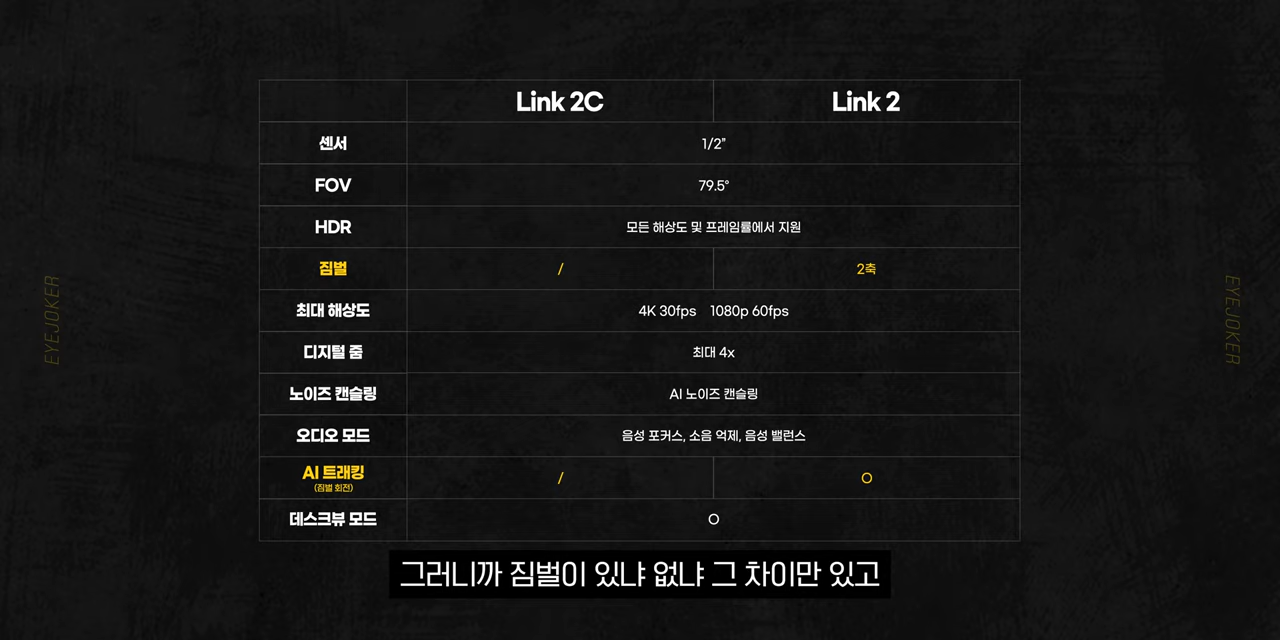 Link 2C Link 2
센서 1/2"
FOV 79.5°
HDR 모든 해상도 및 프레임률에서 지원
짐벌 / 2축
최대 해상도 4K 30fps 1080p 60fps
디지털 줌 최대 4x
노이즈 캔슬링 AI 노이즈 캔슬링
오디오 모드 음성 포커스, 소음 억제, 음성 밸런스
AI 트래킹 / O
(짐벌 회전)
데스크뷰 모드 O
그러니까 짐벌이 있냐 없냐 그 차이만 있고
EYEJOKER
EYEJOKER